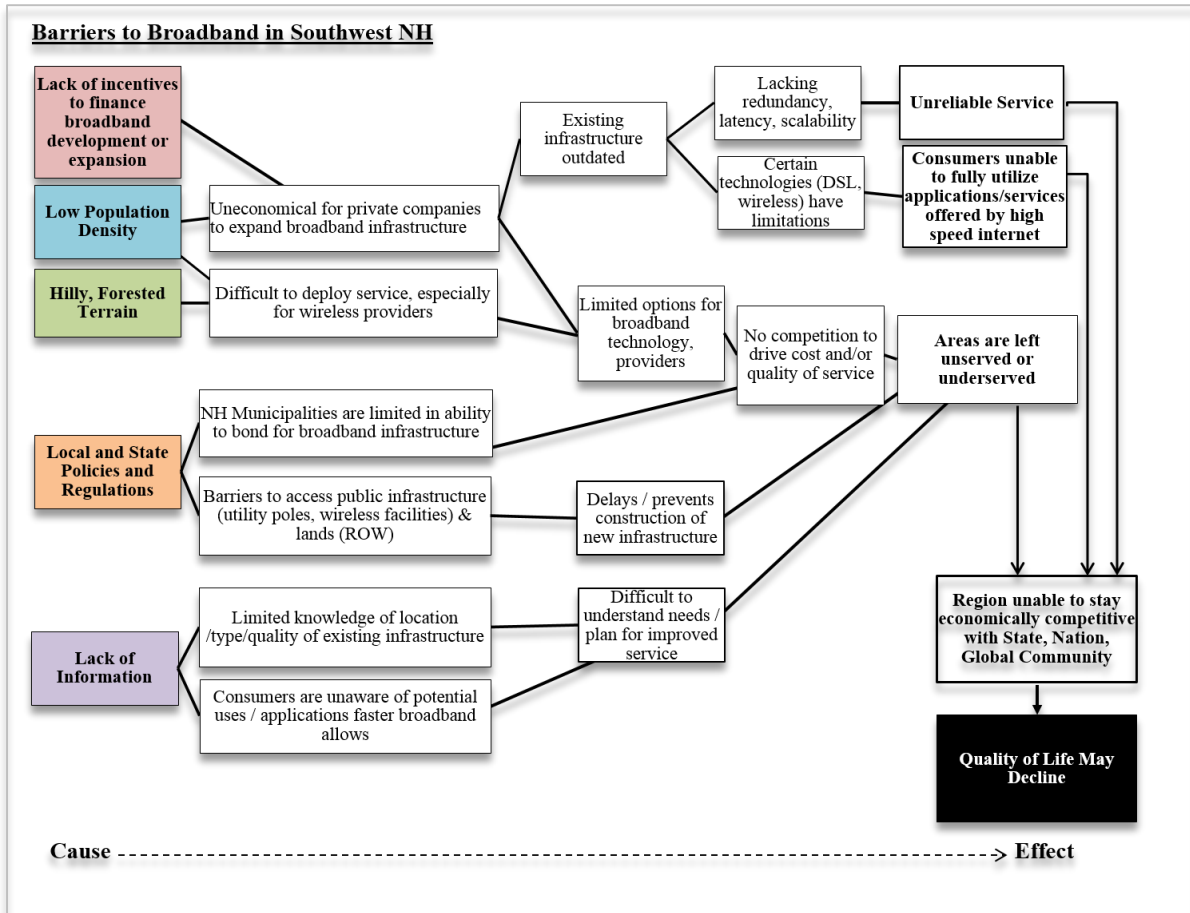 Barriers to Broadband in Southwest NH
Lack of incentives
to finance
broadband
development or
expansion
Low Population
Density
Hilly, Forested
Terrain
Local and State
Policies and
Regulations
Lack of
Information
Uneconomical for private companies
to expand broadband infrastructure
Difficult to deploy service, especially
for wireless providers
NH Municipalities are limited in ability
to bond for broadband infrastructure
Barriers to access public infrastructure
(utility poles, wireless facilities) &
lands (ROW)
Limited knowledge of location
/type/quality of existing infrastructure
Consumers are unaware of potential
uses / applications faster broadband
allows
Existing
infrastructure
outdated
Limited options for
broadband
technology,
providers
Delays / prevents
construction of
new infrastructure
Difficult to
understand needs /
plan for improved
service
Lacking
redundancy,
latency, scalability
Certain
technologies (DSL,
wireless) have
limitations
No competition to
drive cost and/or
quality of service
Unreliable Service
Consumers unable
to fully utilize
applications/services
offered by high
speed internet
Areas are left
unserved or
underserved
Region unable to stay
economically competitive
with State, Nation,
Global Community
Quality of Life May
Decline
Cause
Effect